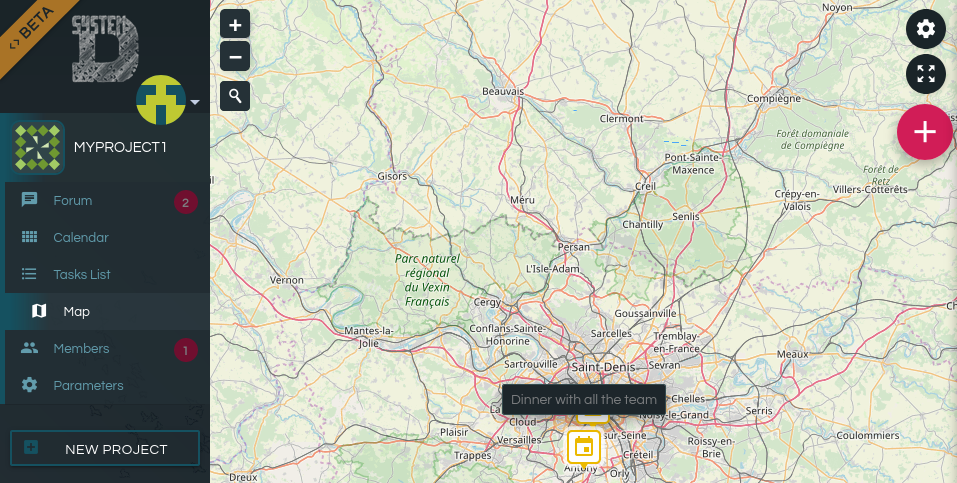 <> BETA
SYSTEM
D
MYPROJECT1
Forum
2
Calendar
Tasks List
Map
Members
1
Parameters
NEW PROJECT
Noyon
Beauvais
Compiègne
Clermont
Forêt domaniale
de Compiègne
Pont-Sainte-
Maxence
Forêt de
Retz
Gisors
Creil
Crépy-en-
Valois
Villers-Cotterêts
Méru
Senlis
Chantilly
Persan
Parc naturel
régional
du Vexin
Français
L'Isle-Adam
Vernon
Cergy
Goussainville
Mantes-la-
Jolie
Conflans-Sainte-
Honorine
Sarcelles
Tremblay-
en-France
Meaux
Sartrouville
Sevran
Saint-Denis
Dinner with all the team
Chelles
Noisy-le-Grand
Serris
Cloud
Plaisir
Versailles
sur-Seine
Roissy-en-
Brie
Coulommiers
Trappes
Créteil
Antony
Orly
Dreux